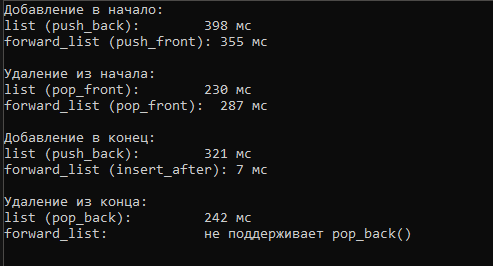 Добавление в начало:
list (push_back):        398 мс
forward_list (push_front): 355 мс
Удаление из начала:
list (pop_front):        230 мс
forward_list (pop_front):  287 мс
Добавление в конец:
list (push_back):        321 мс
forward_list (insert_after): 7 мс
Удаление из конца:
list (pop_back):         242 мс
forward_list:            не поддерживает pop_back()